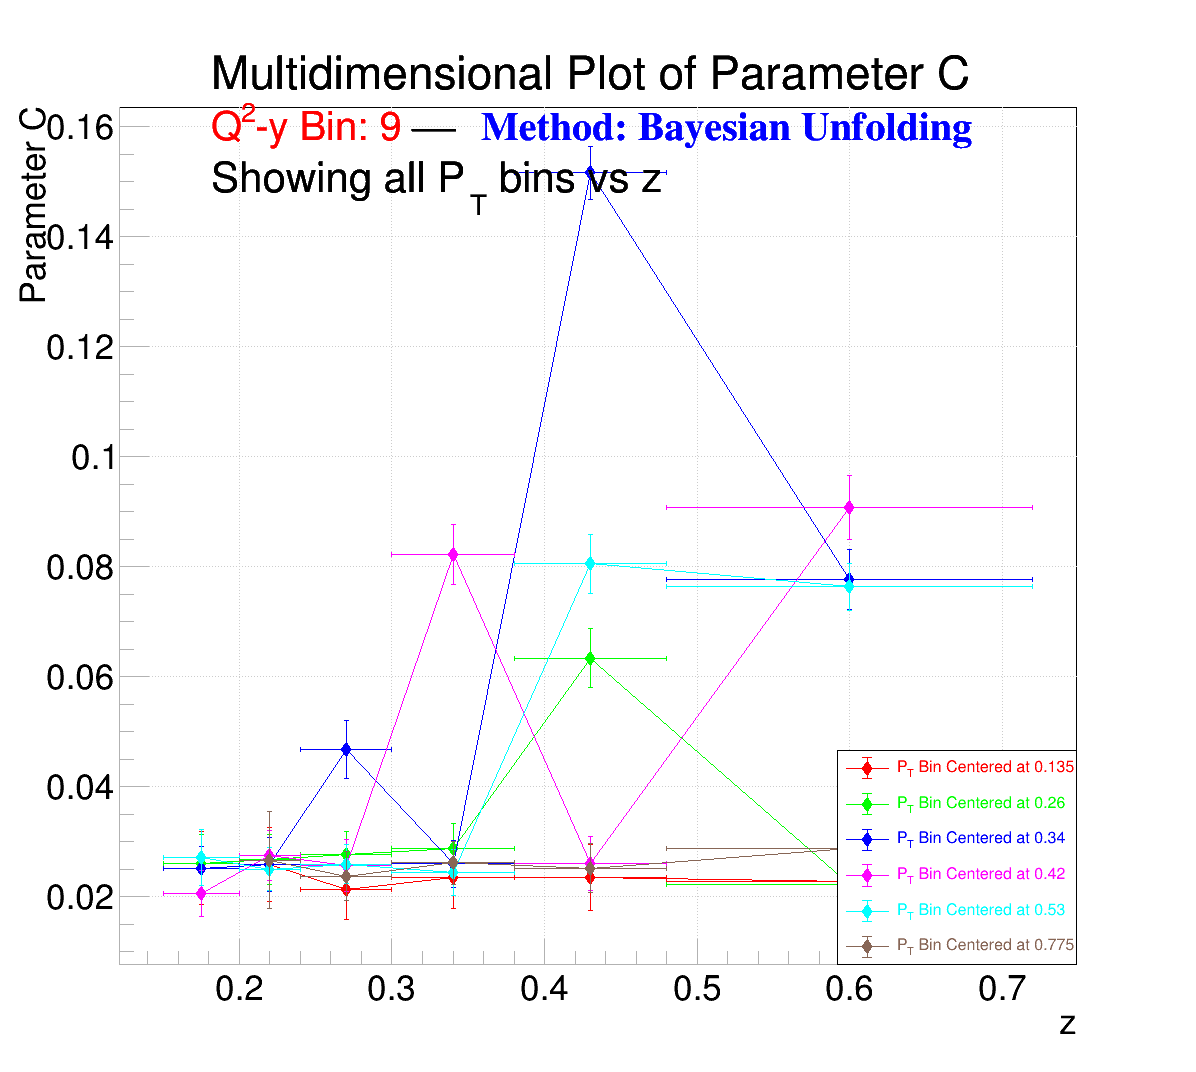 Multidimensional Plot of Parameter C
Q2-y Bin: 9 — Method: Bayesian Unfolding
Showing all PT bins vs z
Parameter C
0.16
0.14
0.12
0.1
0.08
0.06
0.04
0.02
PT Bin Centered at 0.135
PT Bin Centered at 0.26
PT Bin Centered at 0.34
PT Bin Centered at 0.42
PT Bin Centered at 0.53
PT Bin Centered at 0.775
0.2 0.3 0.4 0.5 0.6 0.7
z